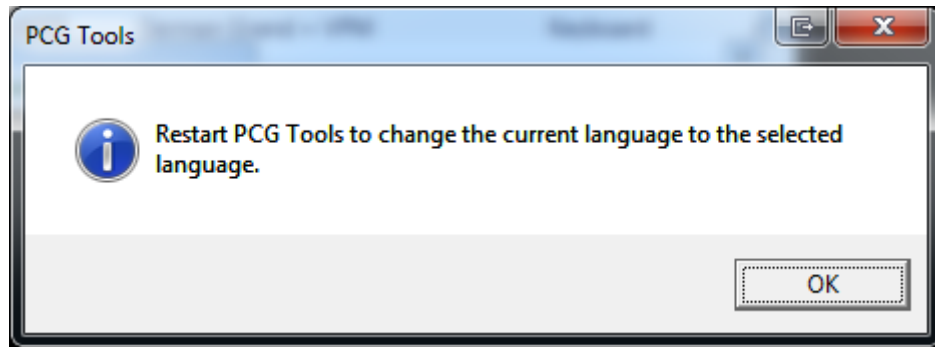 PCG Tools
Restart PCG Tools to change the current language to the selected
language.
OK